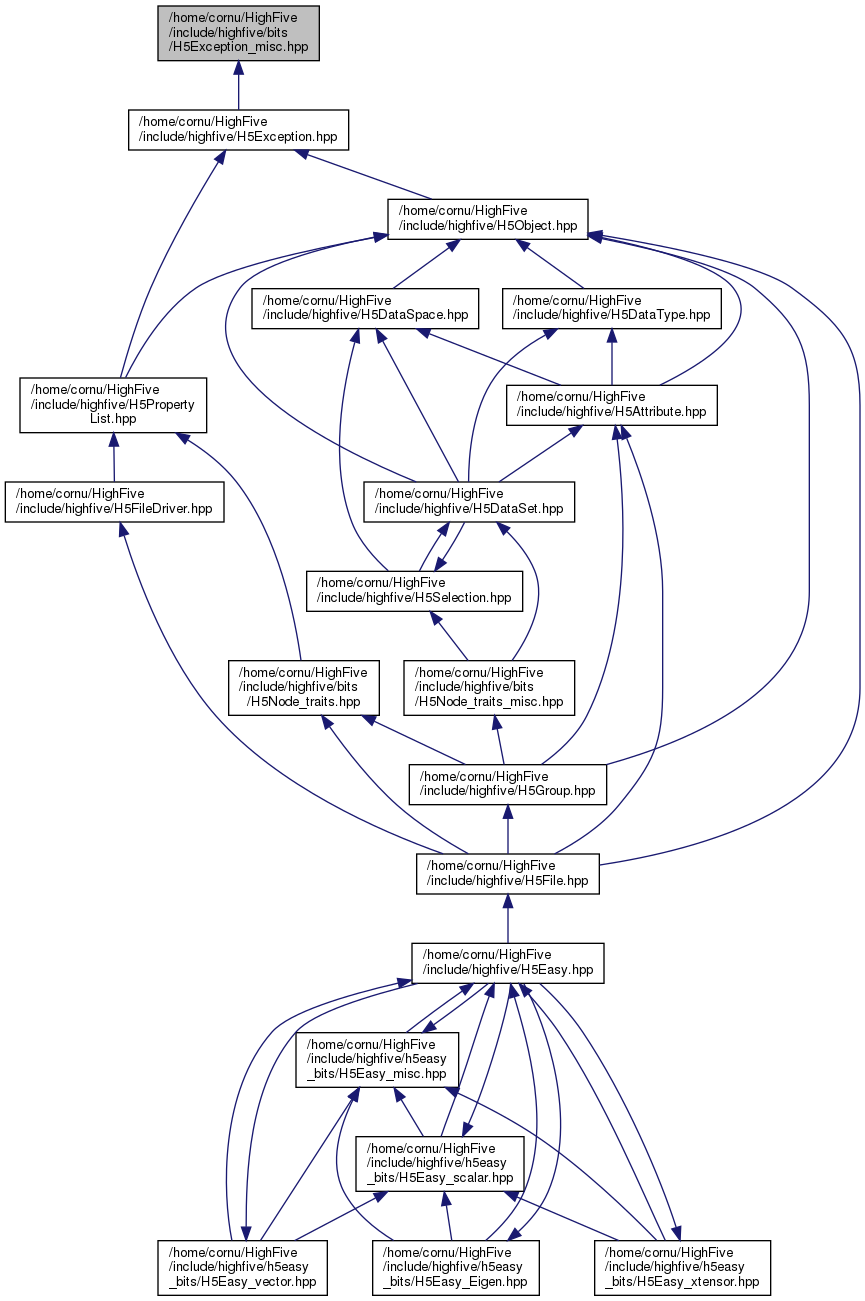 /home/cornu/HighFive
/include/highfive/bits
/H5Exception_misc.hpp
/home/cornu/HighFive
/include/highfive/H5Exception.hpp
/home/cornu/HighFive
/include/highfive/H5Object.hpp
/home/cornu/HighFive
/include/highfive/H5DataSpace.hpp
/home/cornu/HighFive
/include/highfive/H5DataType.hpp
/home/cornu/HighFive
/include/highfive/H5Property
List.hpp
/home/cornu/HighFive
/include/highfive/H5Attribute.hpp
/home/cornu/HighFive
/include/highfive/H5FileDriver.hpp
/home/cornu/HighFive
/include/highfive/H5DataSet.hpp
/home/cornu/HighFive
/include/highfive/H5Selection.hpp
/home/cornu/HighFive
/include/highfive/bits
/H5Node_traits.hpp
/home/cornu/HighFive
/include/highfive/bits
/H5Node_traits_misc.hpp
/home/cornu/HighFive
/include/highfive/H5Group.hpp
/home/cornu/HighFive
/include/highfive/H5File.hpp
/home/cornu/HighFive
/include/highfive/H5Easy.hpp
/home/cornu/HighFive
/include/highfive/h5easy
_bits/H5Easy_misc.hpp
/home/cornu/HighFive
/include/highfive/h5easy
_bits/H5Easy_scalar.hpp
/home/cornu/HighFive
/include/highfive/h5easy
_bits/H5Easy_vector.hpp
/home/cornu/HighFive
/include/highfive/h5easy
_bits/H5Easy_Eigen.hpp
/home/cornu/HighFive
/include/highfive/h5easy
_bits/H5Easy_xtensor.hpp